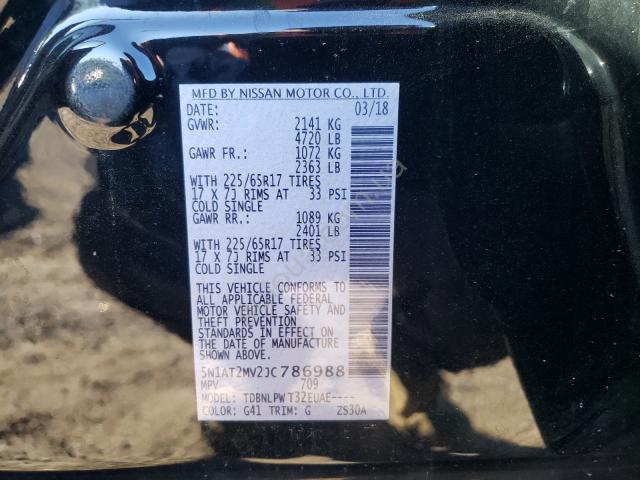 MFD BY NISSAN MOTOR CO., LTD.
DATE: 03/18
GVWR: 2141 KG
4720 LB
GAWR FR.: 1072 KG
2363 LB
WITH 225/65R17 TIRES
17 X 7J RIMS AT 33 PSI
COLD SINGLE
GAWR RR.: 1089 KG
2401 LB
WITH 225/65R17 TIRES
17 X 7J RIMS AT 33 PSI
COLD SINGLE
THIS VEHICLE CONFORMS TO
ALL APPLICABLE FEDERAL
MOTOR VEHICLE SAFETY AND
THEFT PREVENTION
STANDARDS IN EFFECT ON
THE DATE OF MANUFACTURE
SHOWN ABOVE.
5N1AT2MV2JC786988
MPV 709
MODEL: TDBNLPW T32EUAE----
COLOR: G41 TRIM: G ZS30A